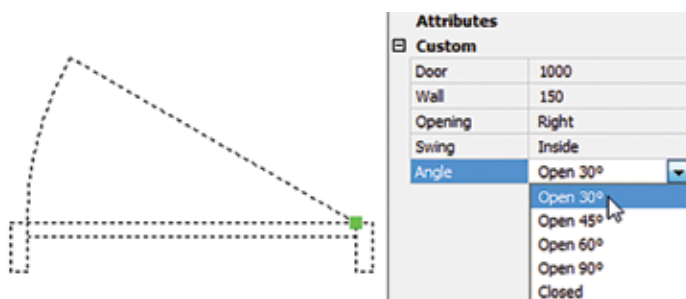 Attributes
Custom
Door 1000
Wall 150
Opening Right
Swing Inside
Angle Open 30º
Open 30º
Open 45º
Open 60º
Open 90º
Closed